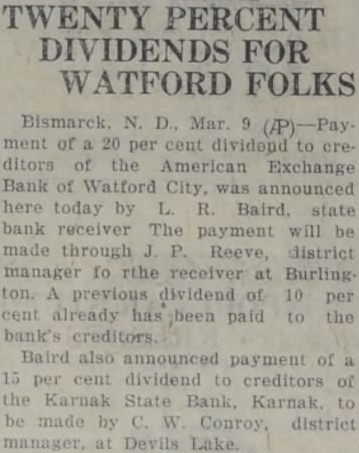 TWENTY PERCENT
DIVIDENDS FOR
WATFORD FOLKS
Bismarck, N. D., Mar. 9 (AP)—Pay-
ment of a 20 per cent dividend to cre-
ditors of the American Exchange
Bank of Watford City, was announced
here today by L. R. Baird, state
bank receiver The payment will be
made through J. P. Reeve, district
manager fo rthe receiver at Burling-
ton. A previous dividend of 10 per
cent already has been paid to the
bank's creditors.
Baird also announced payment of a
15 per cent dividend to creditors of
the Karnak State Bank, Karnak, to
be made by C. W. Conroy, district
manager, at Devils Lake.